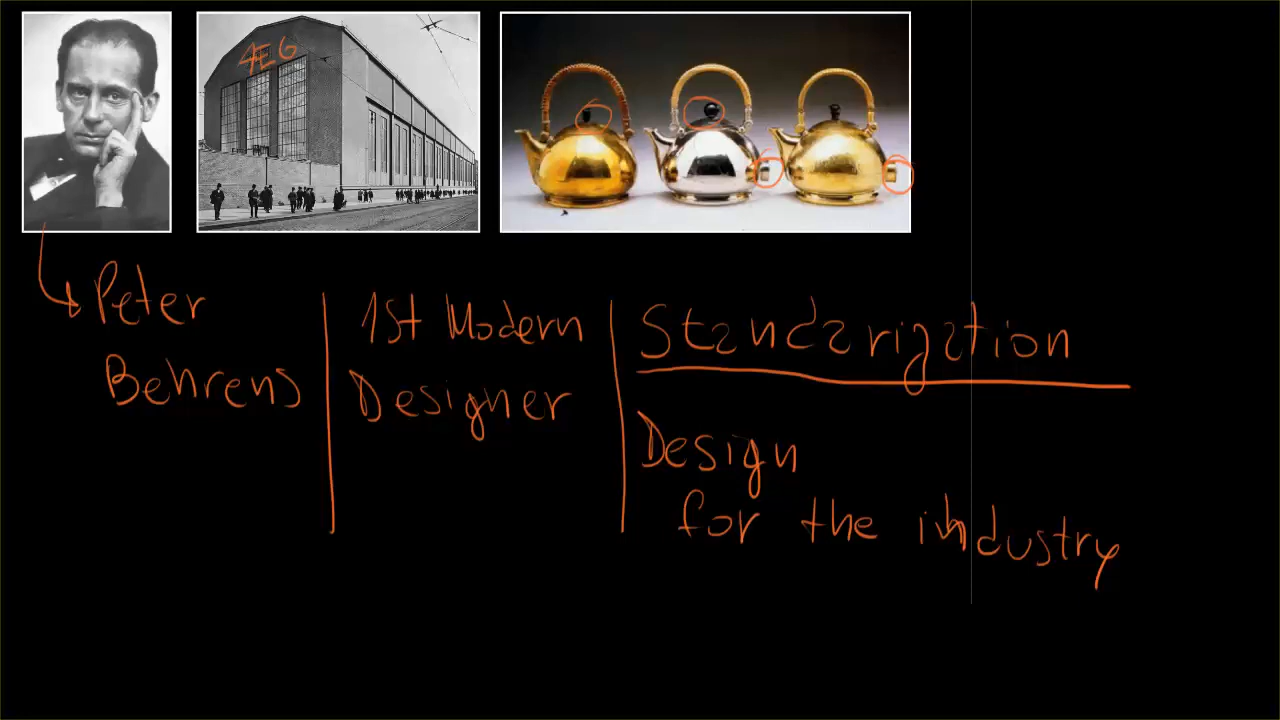 AEG
Peter
Behrens
1st Modern
Designer
Standarization
Design
for the industry